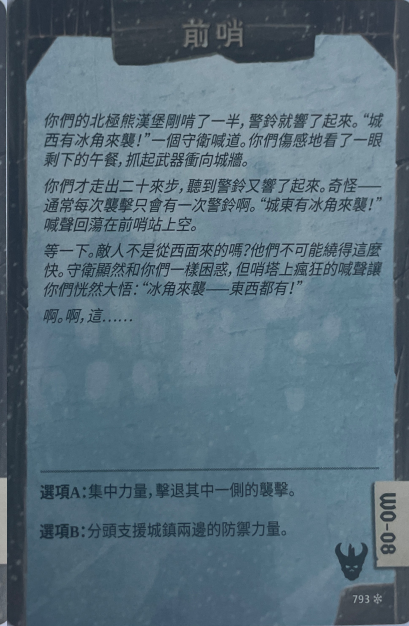 前哨
你們的北極熊漢堡剛啃了一半，警鈴就響了起來。“城
西有冰角來襲！”一個守衛喊道。你們傷感地看了一眼
剩下的午餐，抓起武器衝向城牆。
你們才走出二十來步，聽到警鈴又響了起來。奇怪——
通常每次襲擊只會有一次警鈴啊。“城東有冰角來襲！”
喊聲回蕩在前哨站上空。
等一下。敵人不是從西面來的嗎？他們不可能繞得這麼
快。守衛顯然和你們一樣困惑，但哨塔上瘋狂的喊聲讓
你們恍然大悟：“冰角來襲——東西都有！”
啊。啊，這……
選項A：集中力量，擊退其中一側的襲擊。
選項B：分頭支援城鎮兩邊的防禦力量。
WO-08
793